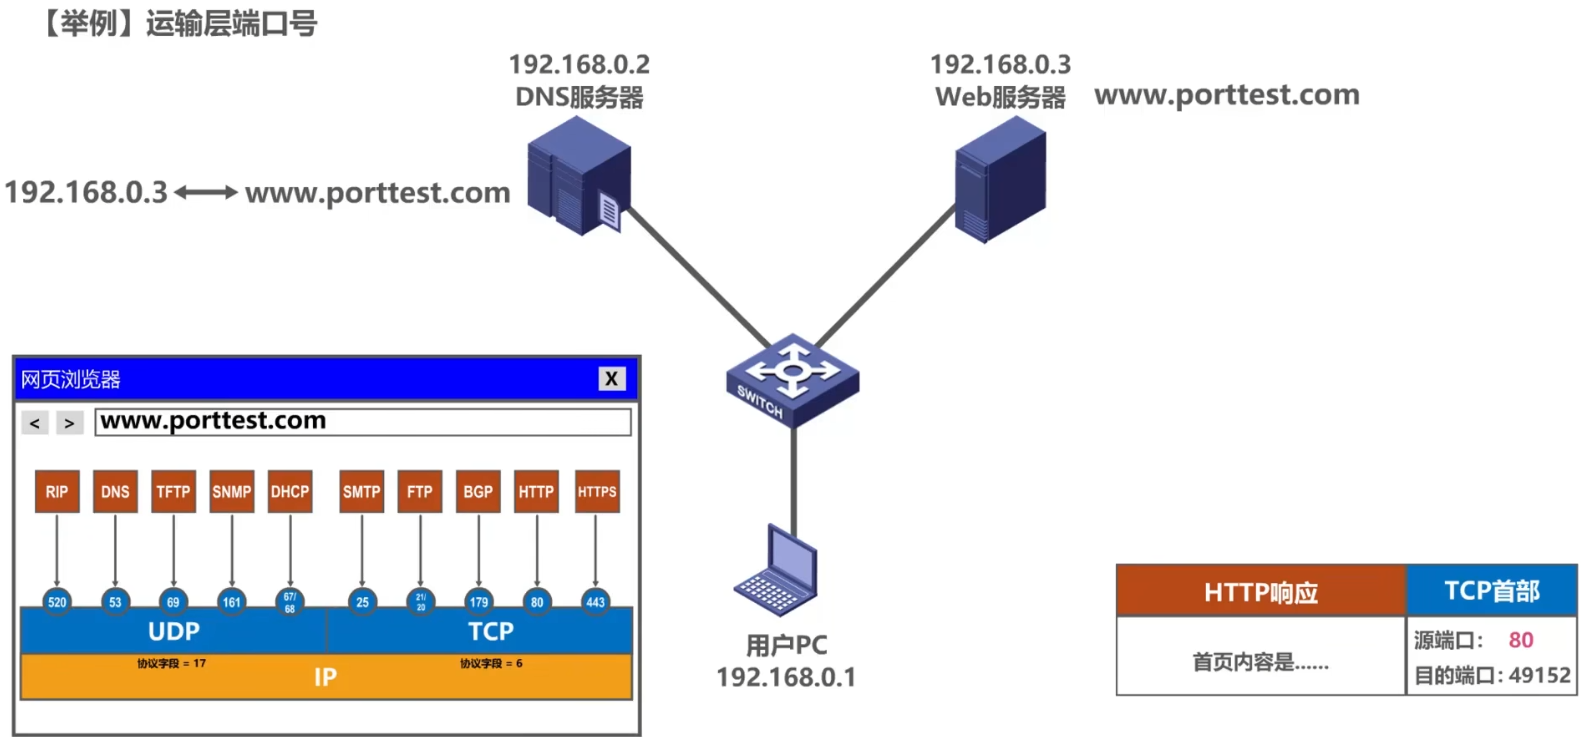 【举例】运输层端口号
192.168.0.2
DNS服务器
192.168.0.3
Web服务器
www.porttest.com
192.168.0.3
www.porttest.com
SWITCH
网页浏览器
X
<
>
www.porttest.com
RIP
DNS
TFTP
SNMP
DHCP
SMTP
FTP
BGP
HTTP
HTTPS
520
53
69
161
67/
68
25
21/
20
179
80
443
UDP
TCP
协议字段 = 17
协议字段 = 6
IP
用户PC
192.168.0.1
HTTP响应
TCP首部
首页内容是......
源端口： 80
目的端口：49152